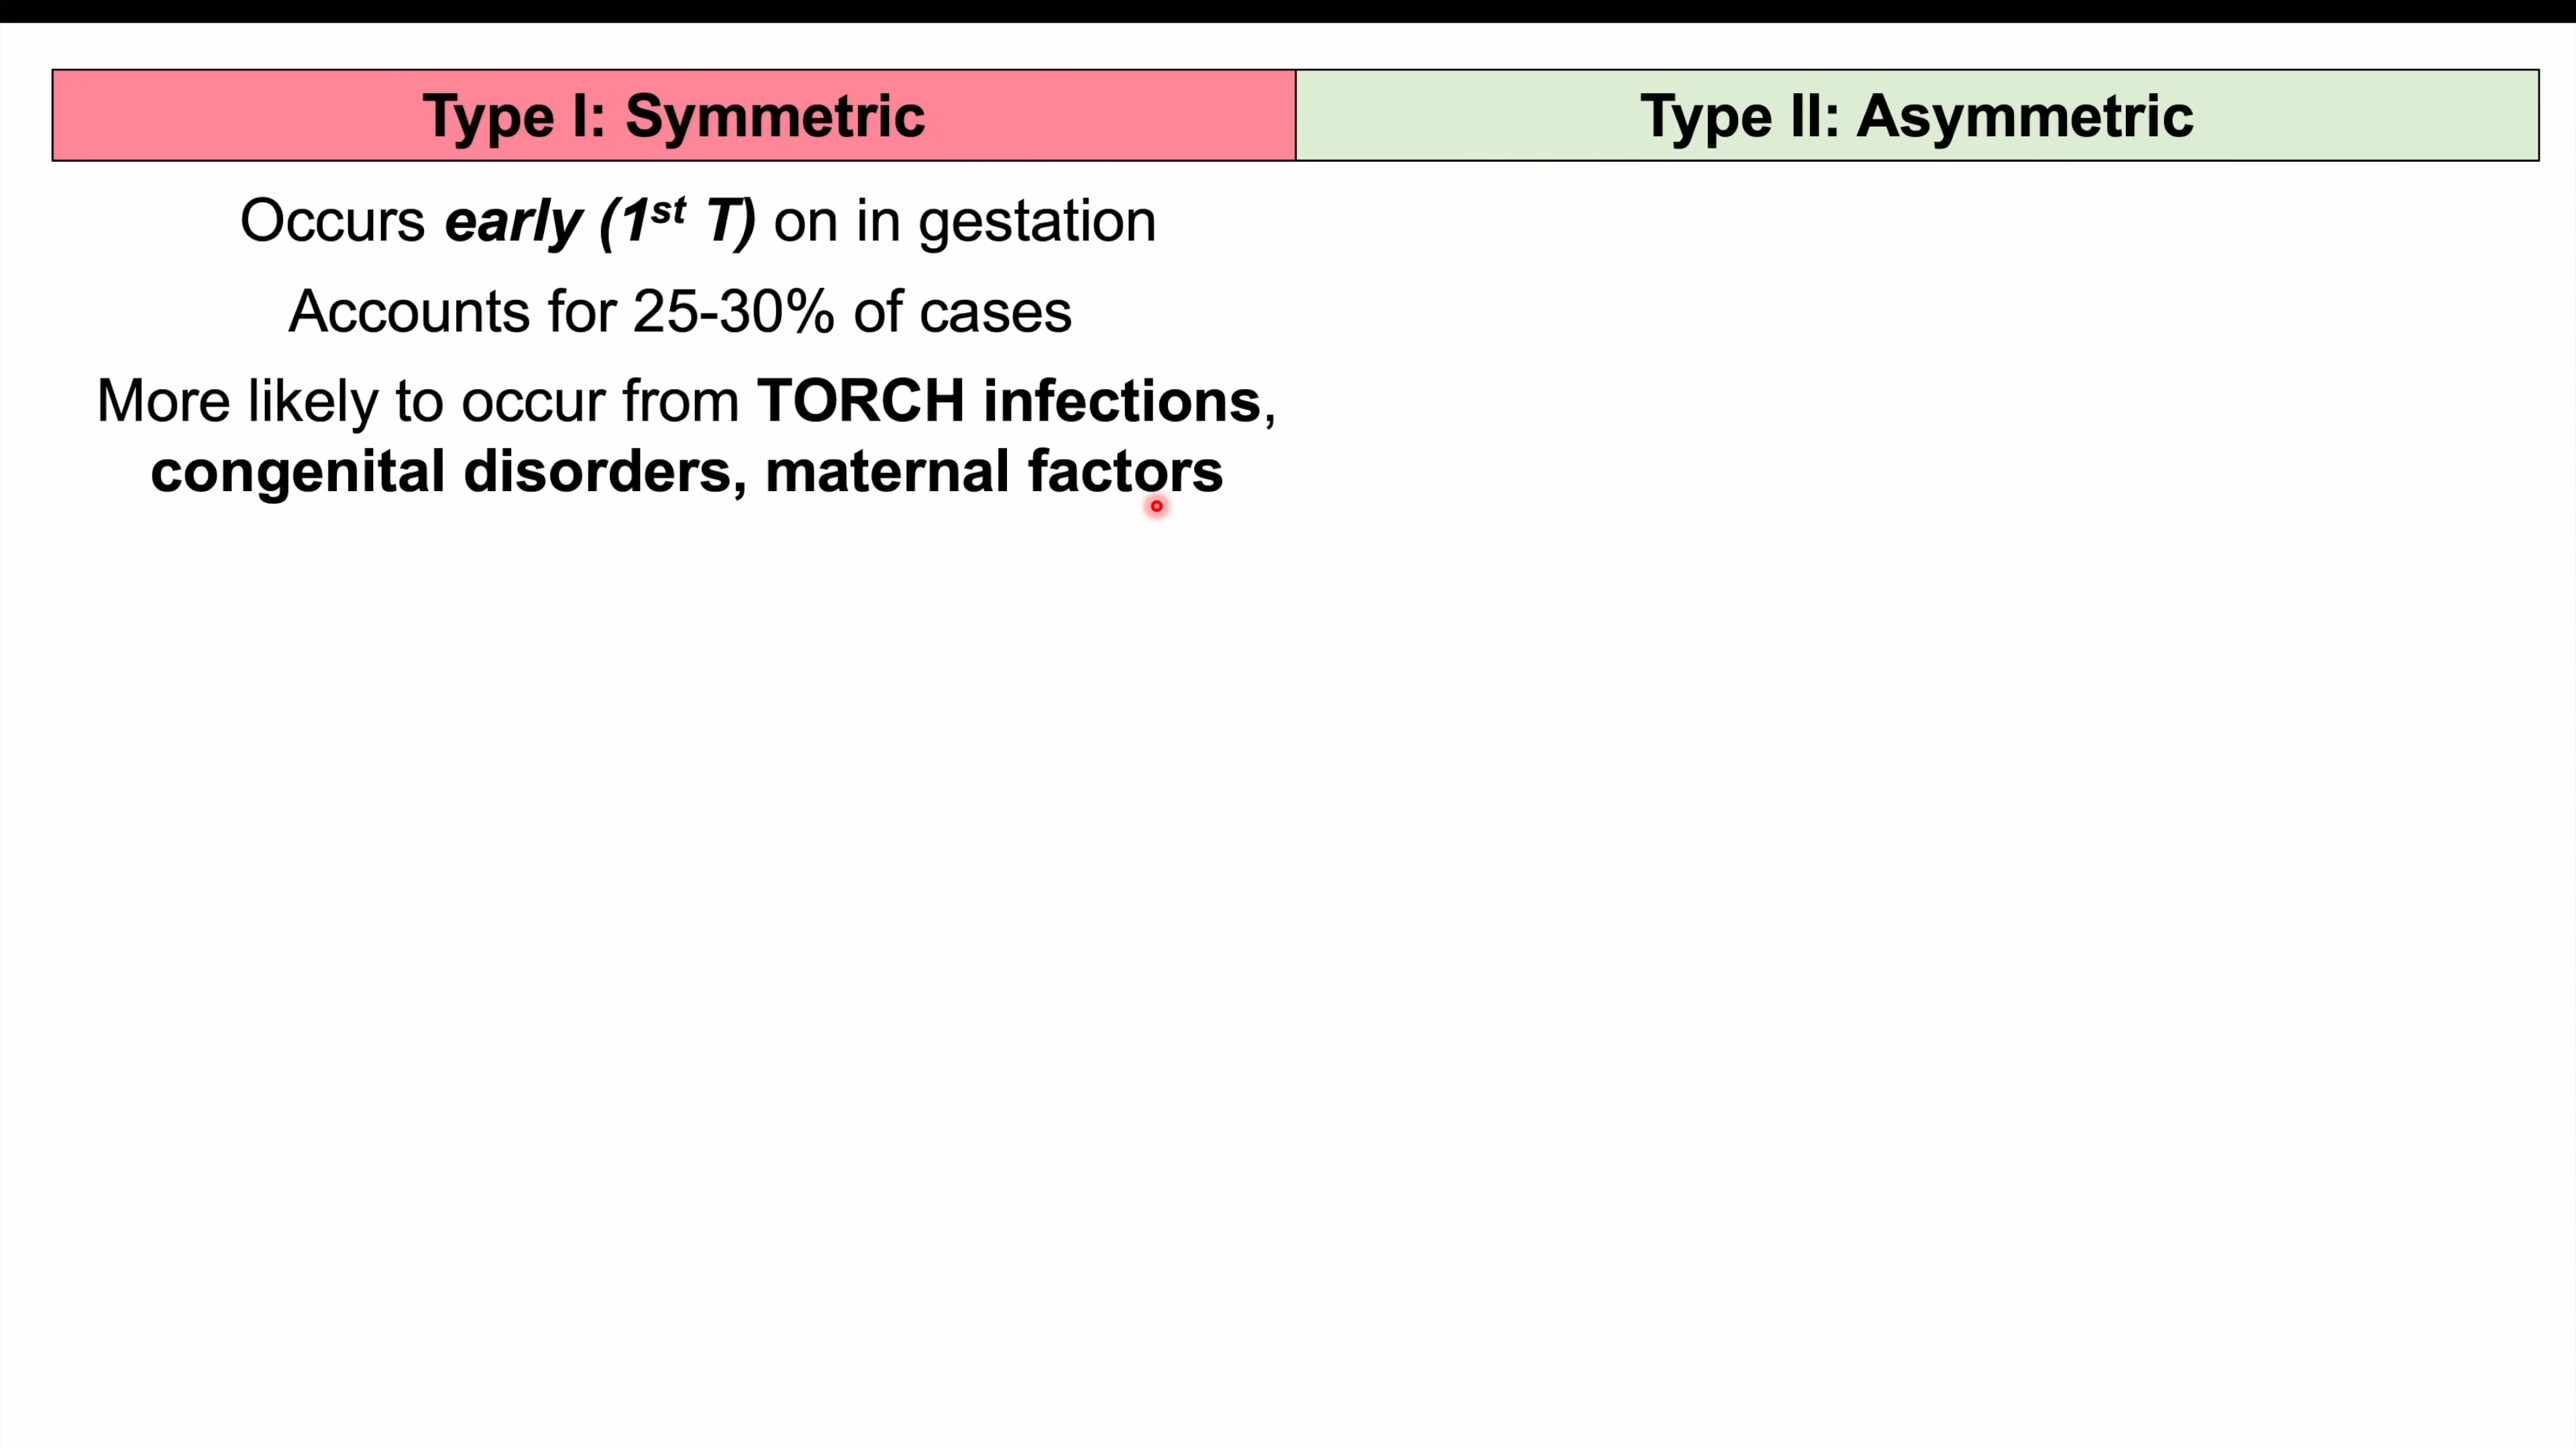 Type I: Symmetric
Type II: Asymmetric
Occurs early (1st T) on in gestation
Accounts for 25-30% of cases
More likely to occur from TORCH infections,
congenital disorders, maternal factors